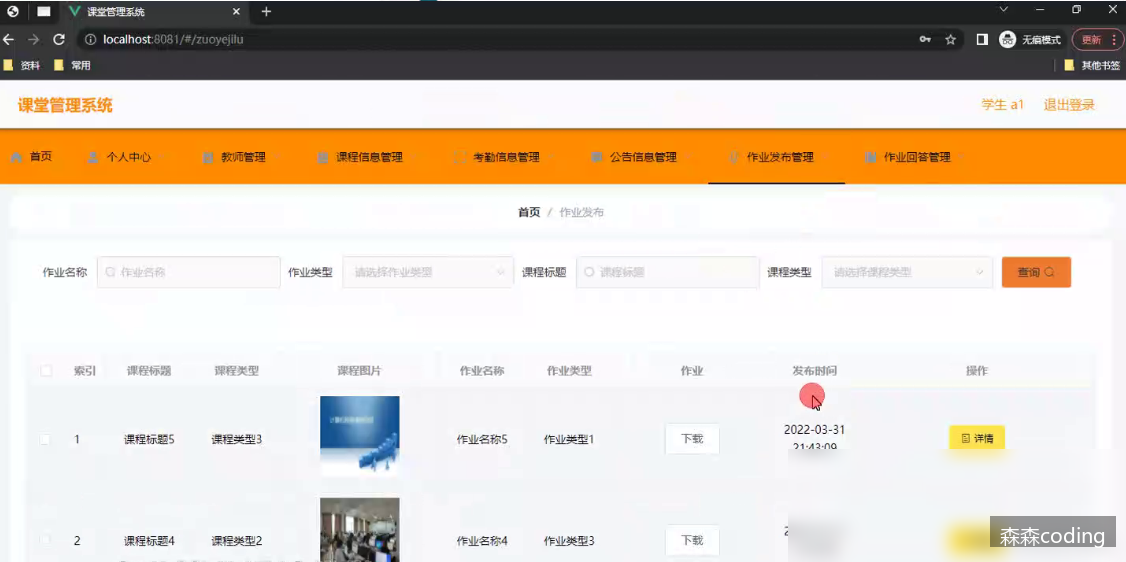 课堂管理系统
localhost:8081/#/zuoyejilu
无痕模式
更新
资料
常用
其他书签
课堂管理系统
学生 a1
退出登录
首页
个人中心
教师管理
课程信息管理
考勤信息管理
公告信息管理
作业发布管理
作业回答管理
首页 / 作业发布
作业名称
作业名称
作业类型
请选择作业类型
课程标题
课程标题
课程类型
请选择课程类型
查询
索引 课程标题 课程类型 课程图片 作业名称 作业类型 作业 发布时间 操作
1 课程标题5 课程类型3 作业名称5 作业类型1 下载 2022-03-31
21:43:09
详情
2 课程标题4 课程类型2 作业名称4 作业类型3 下载
森森coding